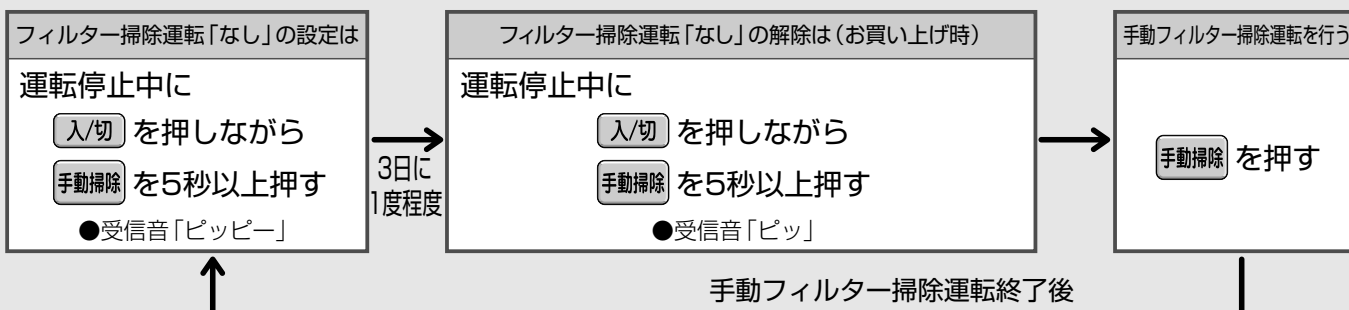 フィルター掃除運転「なし」の設定は
運転停止中に
入/切 を押しながら
手動掃除 を5秒以上押す
●受信音「ピッピー」
3日に
1度程度
フィルター掃除運転「なし」の解除は(お買い上げ時)
運転停止中に
入/切 を押しながら
手動掃除 を5秒以上押す
●受信音「ピッ」
手動フィルター掃除運転を行う
手動掃除 を押す
手動フィルター掃除運転終了後